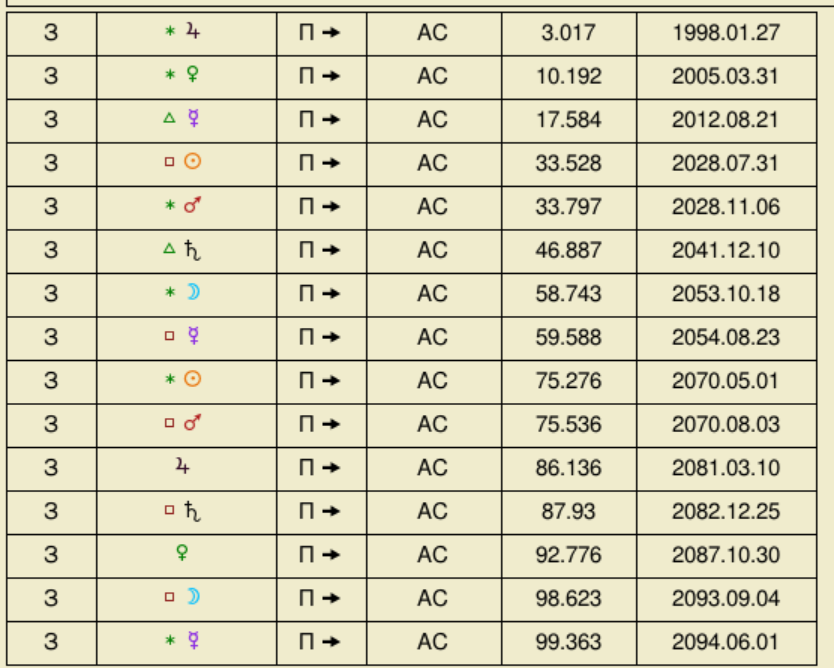 З * ♃ П → AC 3.017 1998.01.27
З * ♀ П → AC 10.192 2005.03.31
З △ ☿ П → AC 17.584 2012.08.21
З □ ☉ П → AC 33.528 2028.07.31
З * ♂ П → AC 33.797 2028.11.06
З △ ♄ П → AC 46.887 2041.12.10
З * ☽ П → AC 58.743 2053.10.18
З □ ☿ П → AC 59.588 2054.08.23
З * ☉ П → AC 75.276 2070.05.01
З □ ♂ П → AC 75.536 2070.08.03
З ♃ П → AC 86.136 2081.03.10
З □ ♄ П → AC 87.93 2082.12.25
З ♀ П → AC 92.776 2087.10.30
З □ ☽ П → AC 98.623 2093.09.04
З * ☿ П → AC 99.363 2094.06.01